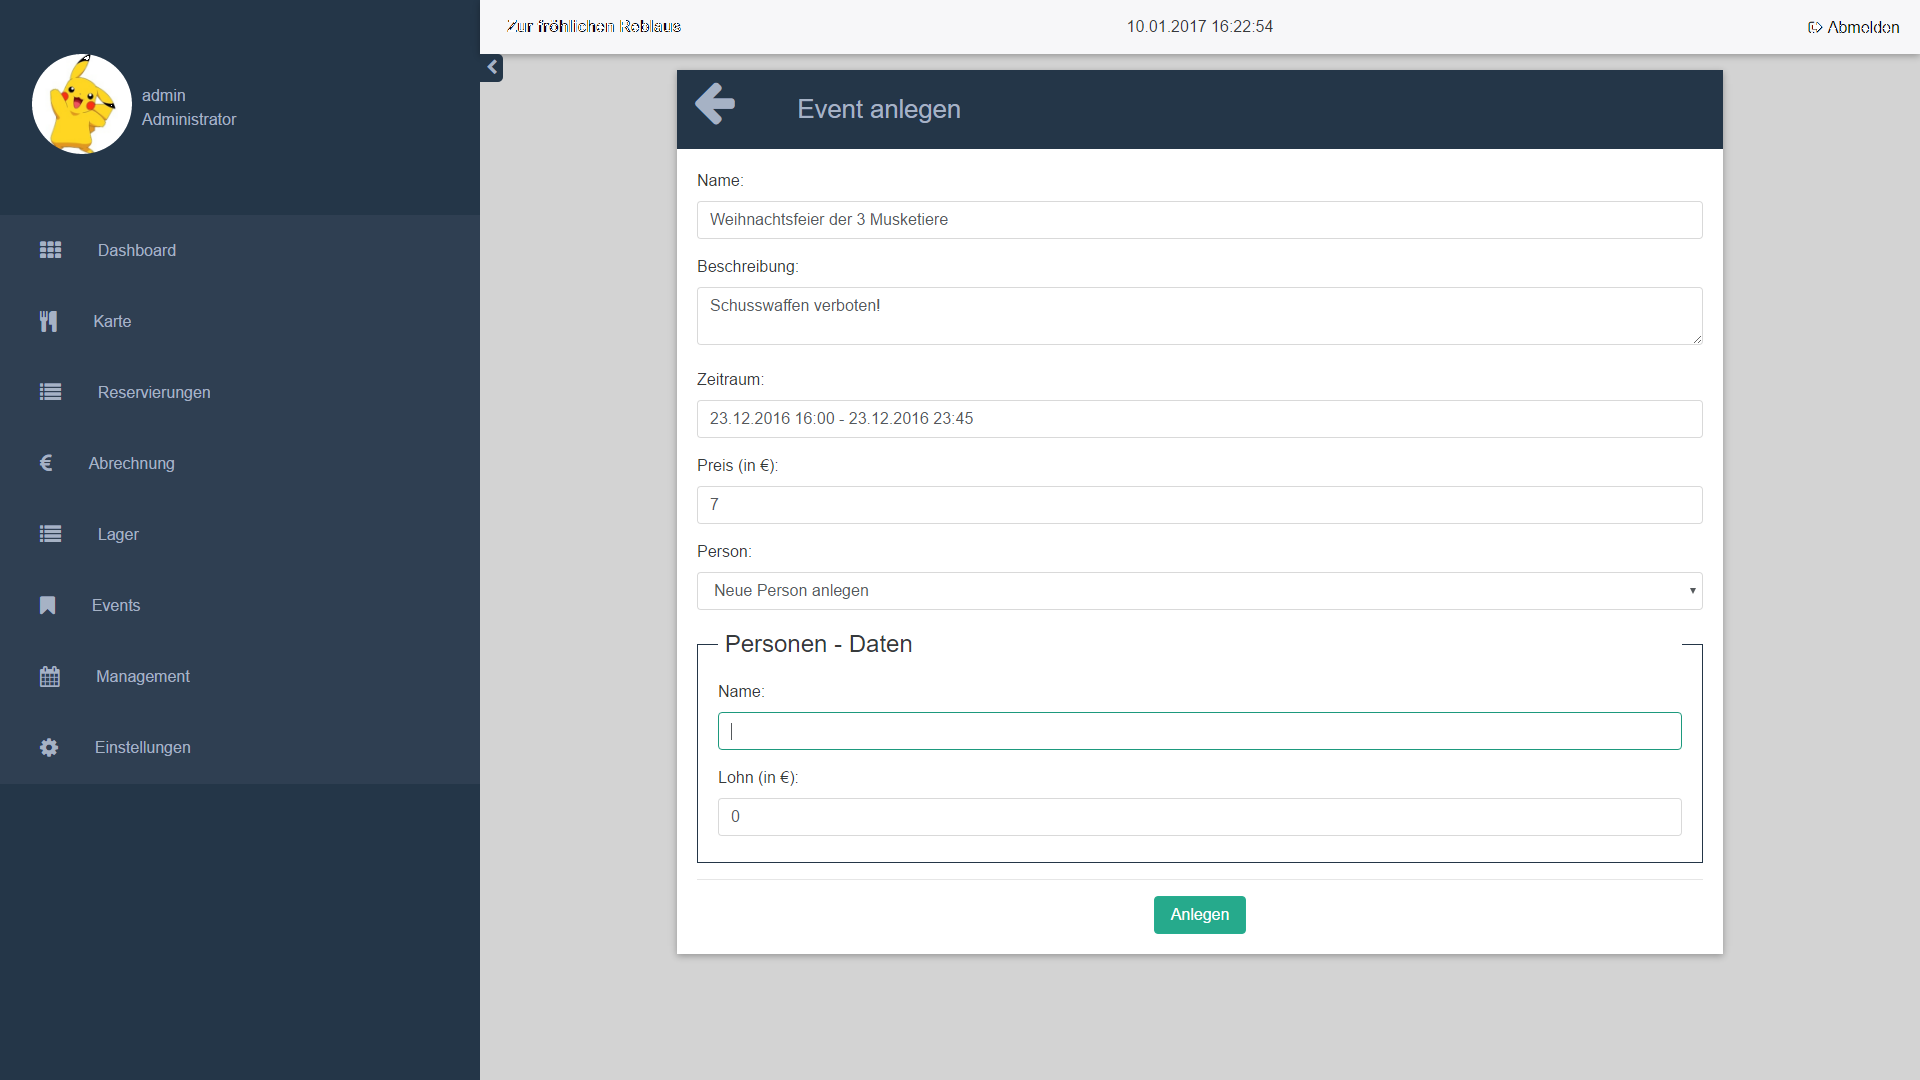 Zur fröhlichen Reblaus
10.01.2017 16:22:54
Abmelden
admin
Administrator
Dashboard
Karte
Reservierungen
Abrechnung
Lager
Events
Management
Einstellungen
Event anlegen
Name:
Weihnachtsfeier der 3 Musketiere
Beschreibung:
Schusswaffen verboten!
Zeitraum:
23.12.2016 16:00 - 23.12.2016 23:45
Preis (in €):
7
Person:
Neue Person anlegen
Personen - Daten
Name:
Lohn (in €):
0
Anlegen